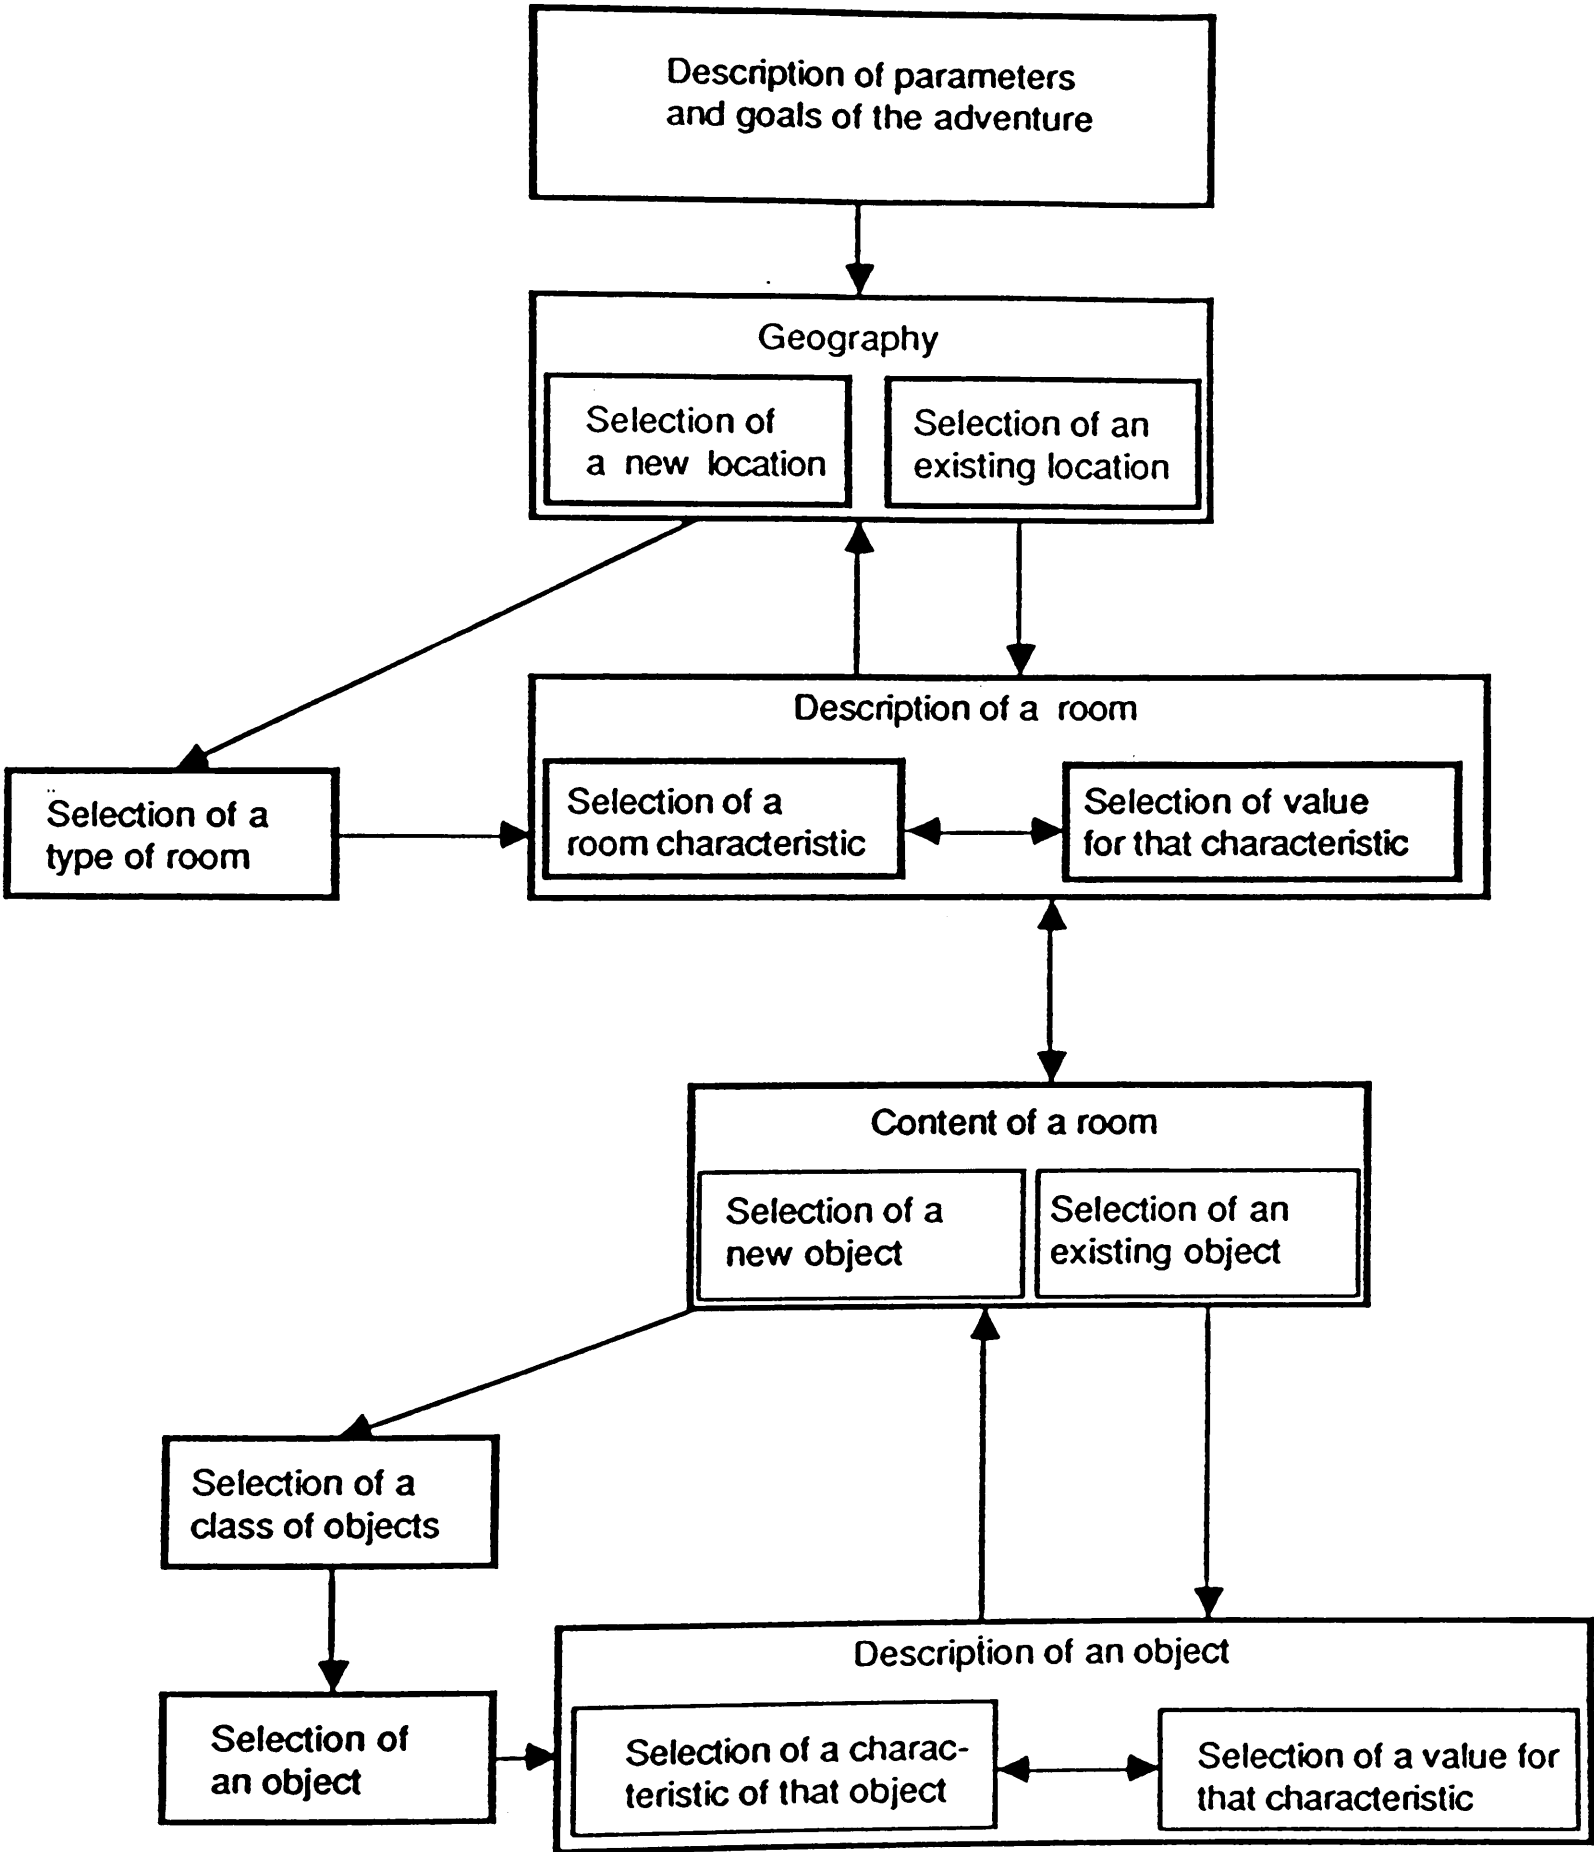 Description of parameters
and goals of the adventure
Geography
Selection of
a new location
Selection of an
existing location
Description of a room
Selection of a
type of room
Selection of a
room characteristic
Selection of value
for that characteristic
Content of a room
Selection of a
new object
Selection of an
existing object
Selection of a
class of objects
Description of an object
Selection of
an object
Selection of a charac-
teristic of that object
Selection of a value for
that characteristic